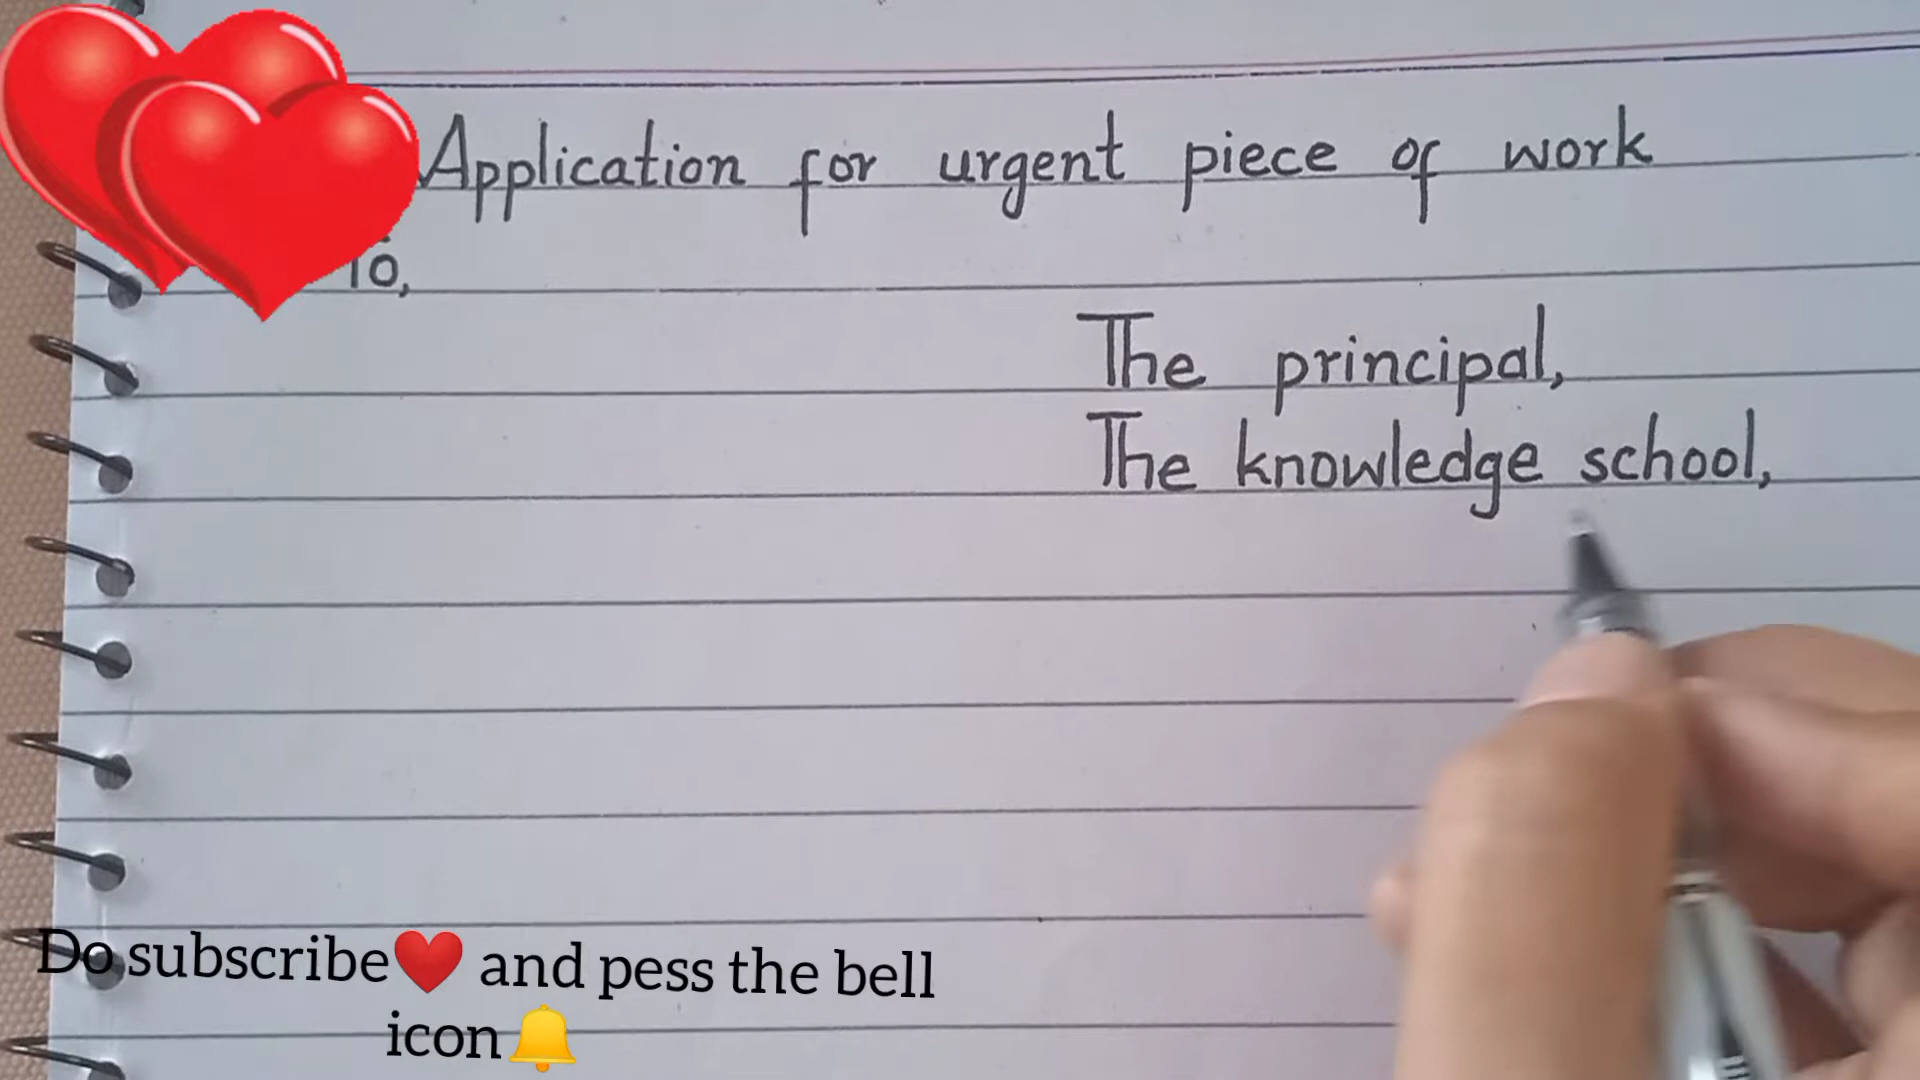 Application for urgent piece of work
To,
The principal,
The knowledge school,
Do subscribe❤️ and pess the bell
icon🔔